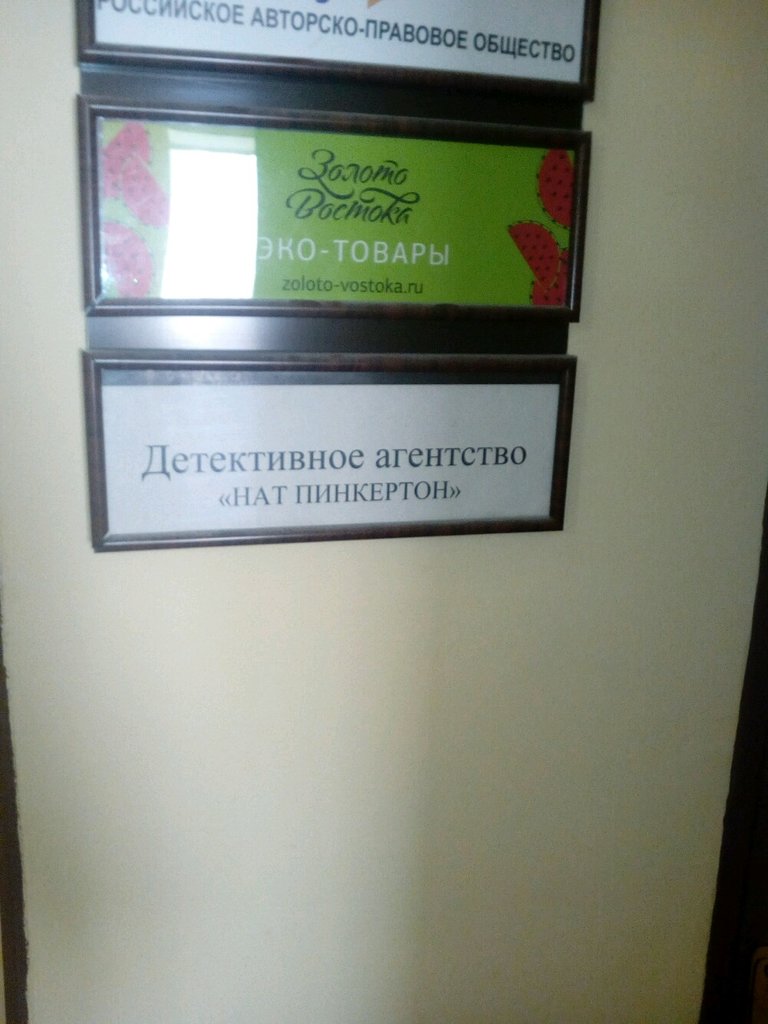 РОССИЙСКОЕ АВТОРСКО-ПРАВОВОЕ ОБЩЕСТВО
Золото
Востока
ЭКО-ТОВАРЫ
zoloto-vostoka.ru
Детективное агентство
«НАТ ПИНКЕРТОН»